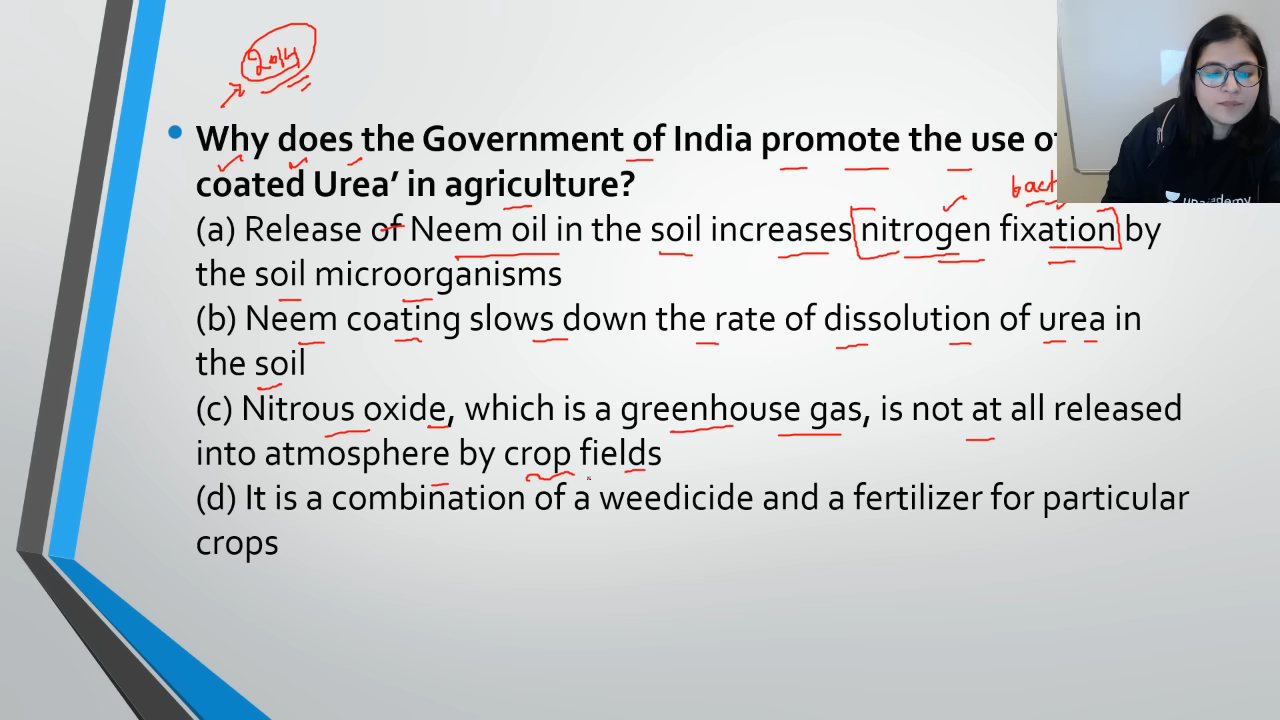 2014
Why does the Government of India promote the use of
coated Urea’ in agriculture?
bact
(a) Release of Neem oil in the soil increases nitrogen fixation by
the soil microorganisms
(b) Neem coating slows down the rate of dissolution of urea in
the soil
(c) Nitrous oxide, which is a greenhouse gas, is not at all released
into atmosphere by crop fields
(d) It is a combination of a weedicide and a fertilizer for particular
crops